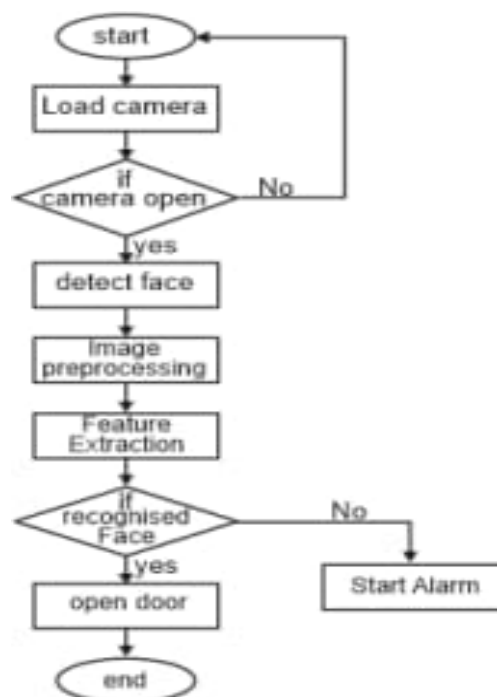 start
Load camera
if
camera open
No
yes
detect face
Image
preprocessing
Feature
Extraction
if
recognised
Face
No
yes
open door
Start Alarm
end